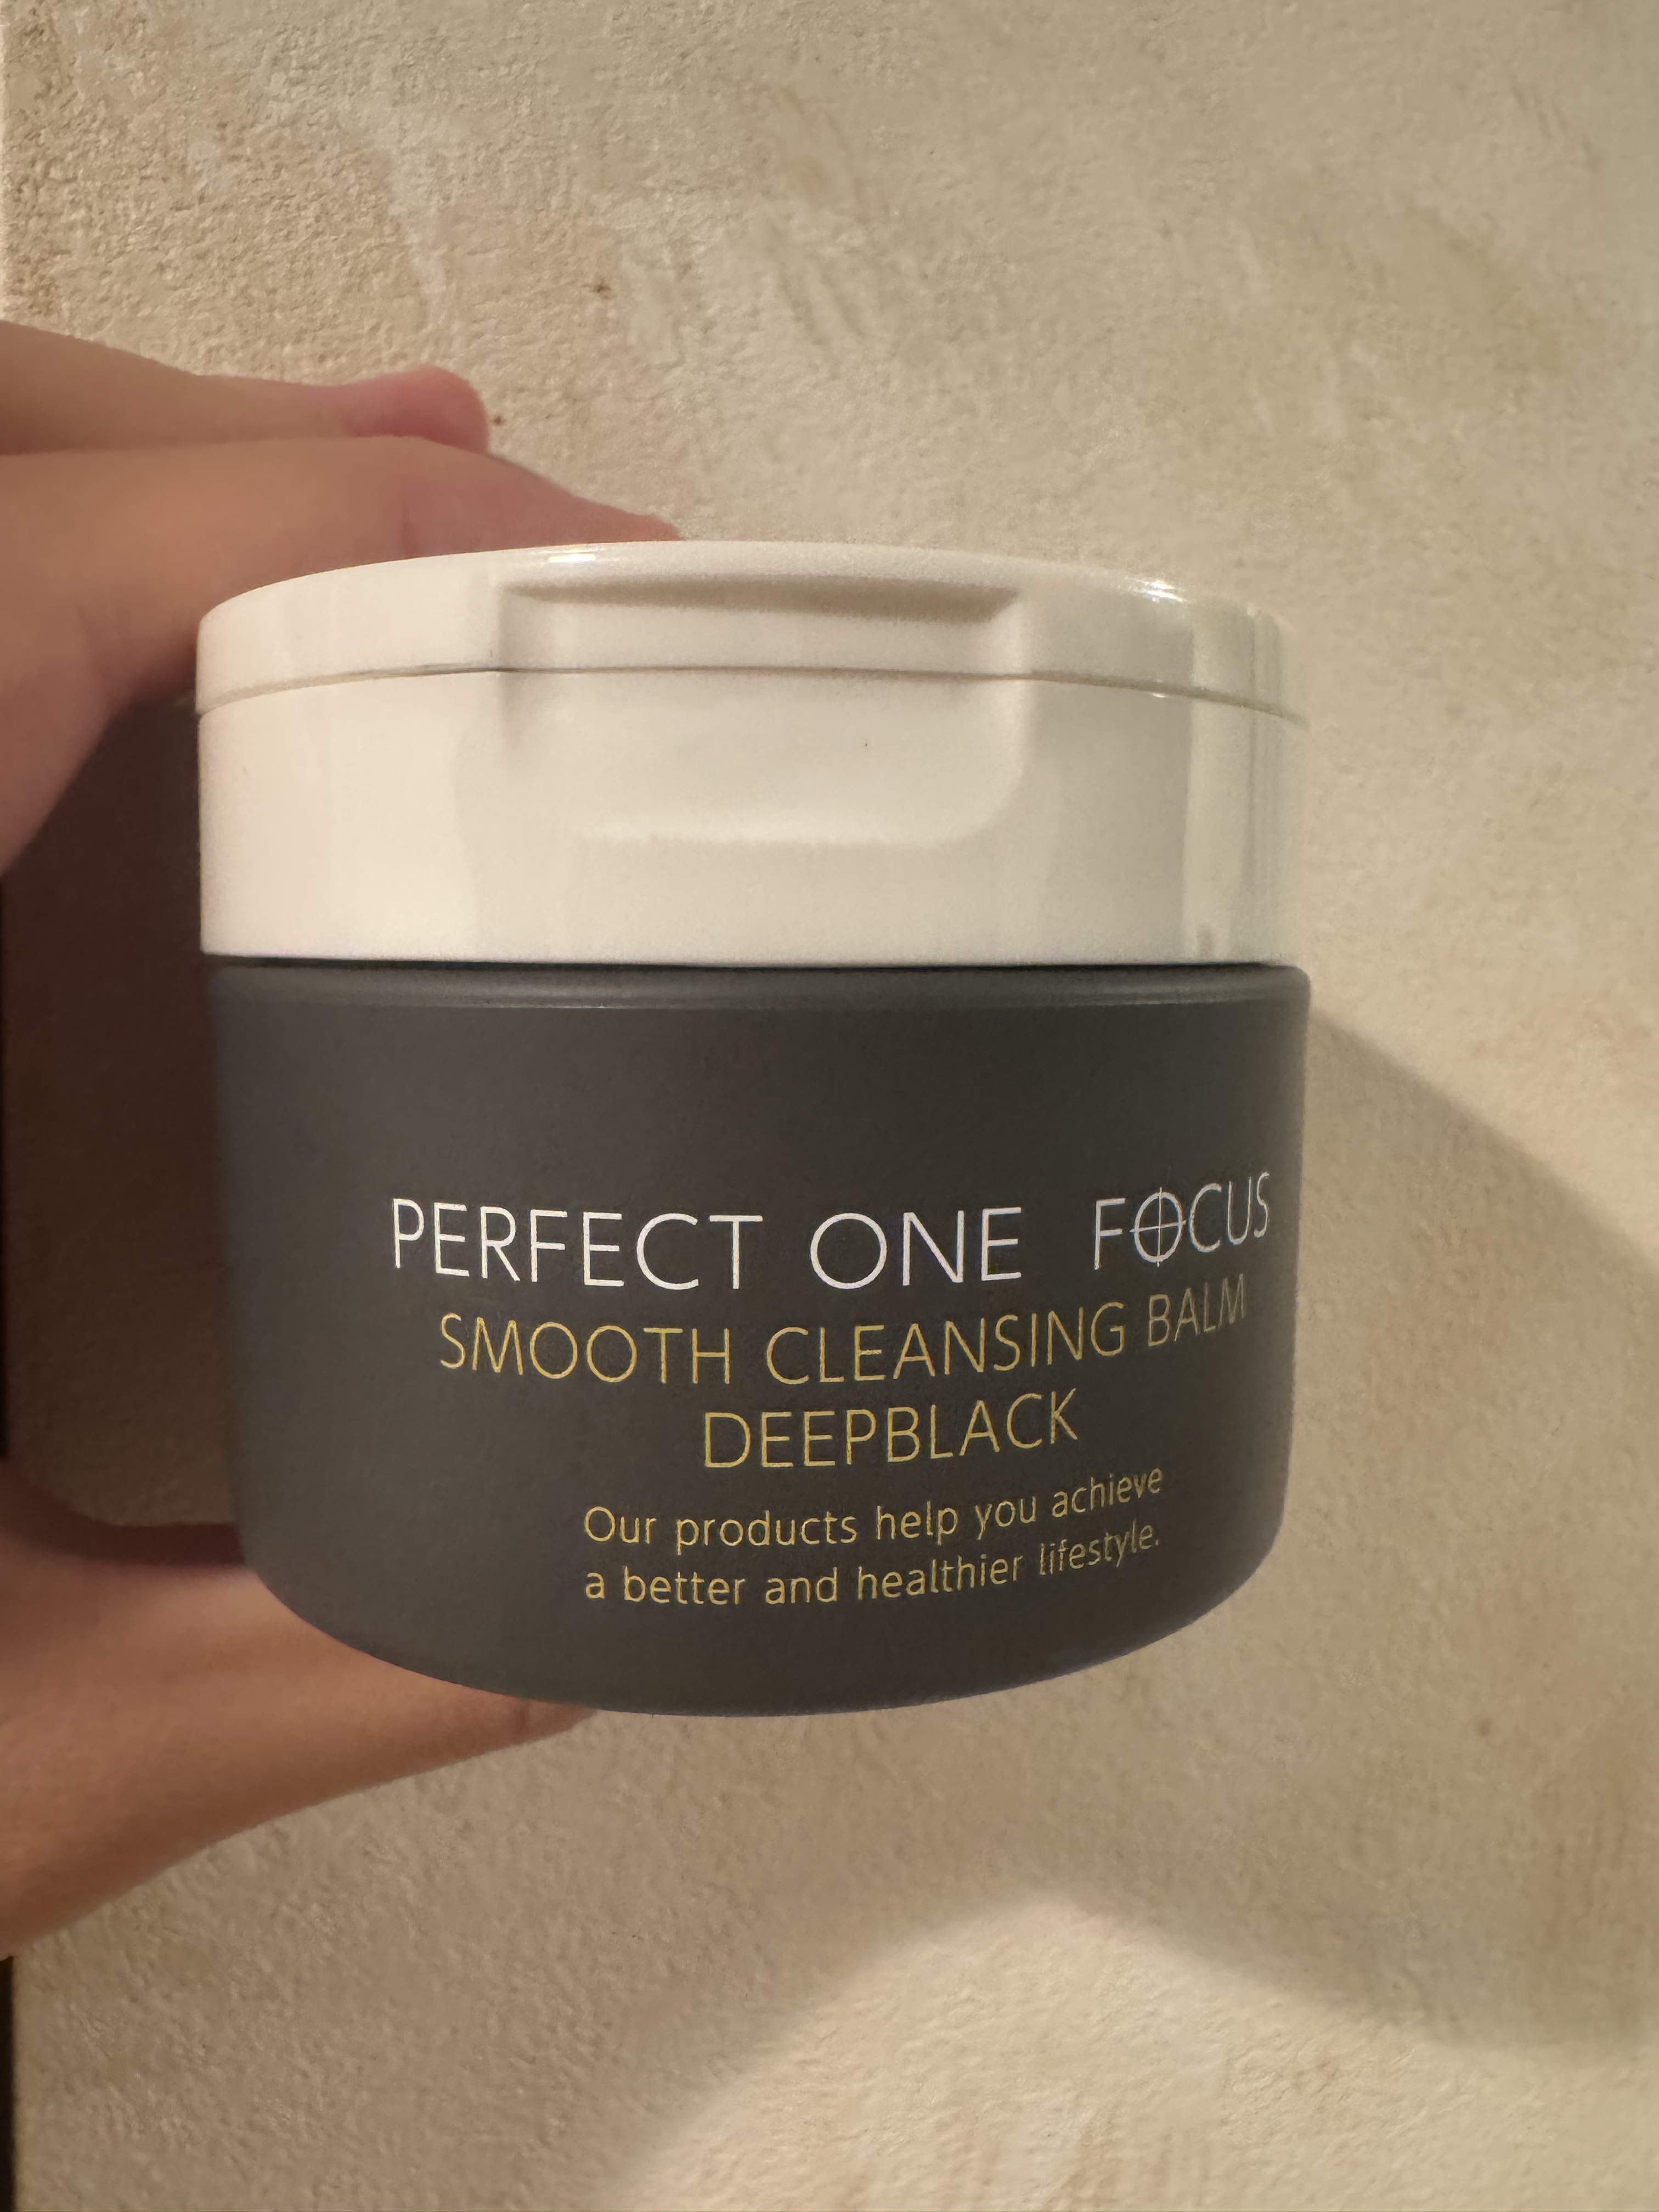 PERFECT ONE FOCUS
SMOOTH CLEANSING BALM
DEEPBLACK
Our products help you achieve
a better and healthier lifestyle.